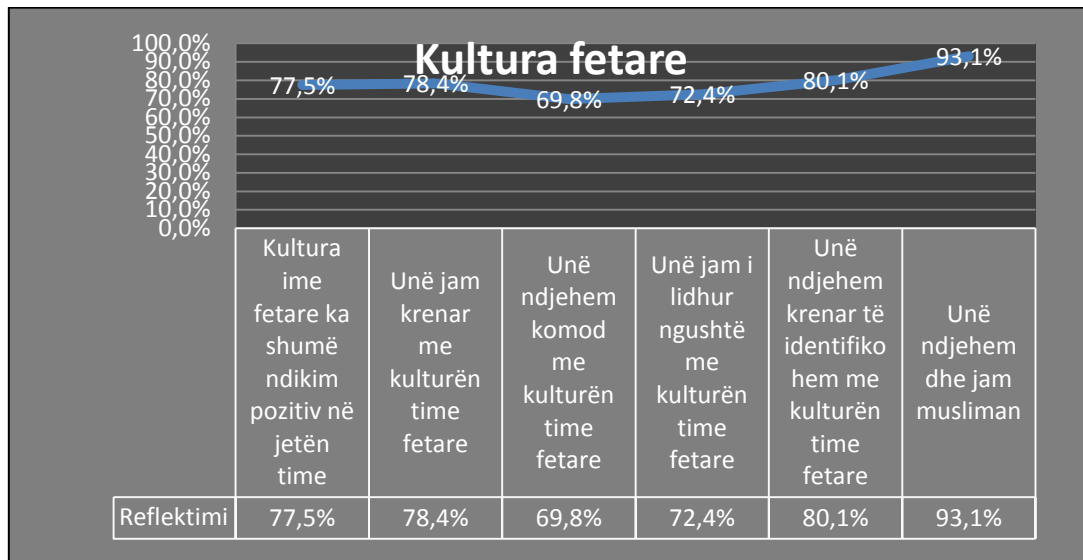 Kultura fetare
100,0%
90,0%
80,0%
70,0%
60,0%
50,0%
40,0%
30,0%
20,0%
10,0%
0,0%
77,5%
78,4%
69,8%
72,4%
80,1%
93,1%
Kultura
ime
fetare ka
shumë
ndikim
pozitiv në
jetën
time
Unë jam
krenar
me
kulturën
time
fetare
Unë
ndjehem
komod
me
kulturën
time
fetare
Unë jam i
lidhur
ngushtë
me
kulturën
time
fetare
Unë
ndjehem
krenar të
identifiko
hem me
kulturën
time
fetare
Unë
ndjehem
dhe jam
musliman
Reflektimi 77,5% 78,4% 69,8% 72,4% 80,1% 93,1%